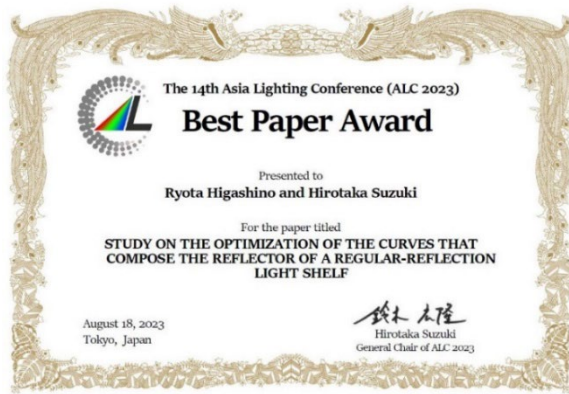 The 14th Asia Lighting Conference (ALC 2023)
Best Paper Award
Presented to
Ryota Higashino and Hirotaka Suzuki
For the paper titled
STUDY ON THE OPTIMIZATION OF THE CURVES THAT
COMPOSE THE REFLECTOR OF A REGULAR-REFLECTION
LIGHT SHELF
August 18, 2023
Tokyo, Japan
鈴木 広隆
Hirotaka Suzuki
General Chair of ALC 2023